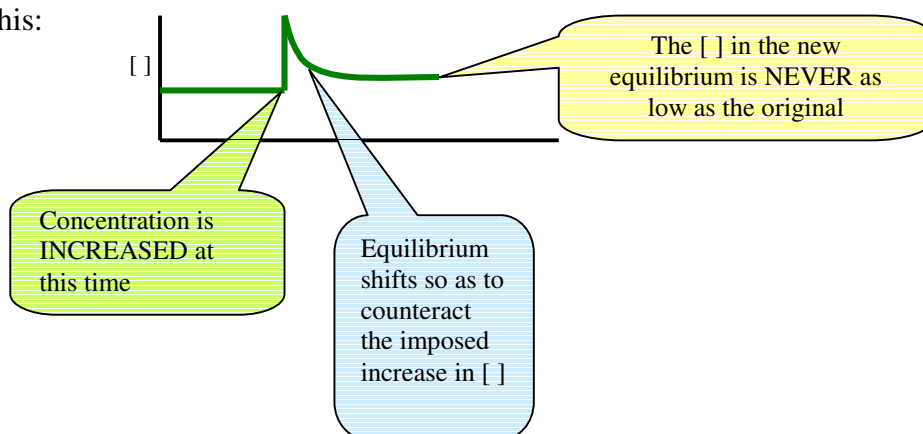 his:
[ ]
The [ ] in the new
equilibrium is NEVER as
low as the original
Concentration is
INCREASED at
this time
Equilibrium
shifts so as to
counteract
the imposed
increase in [ ]